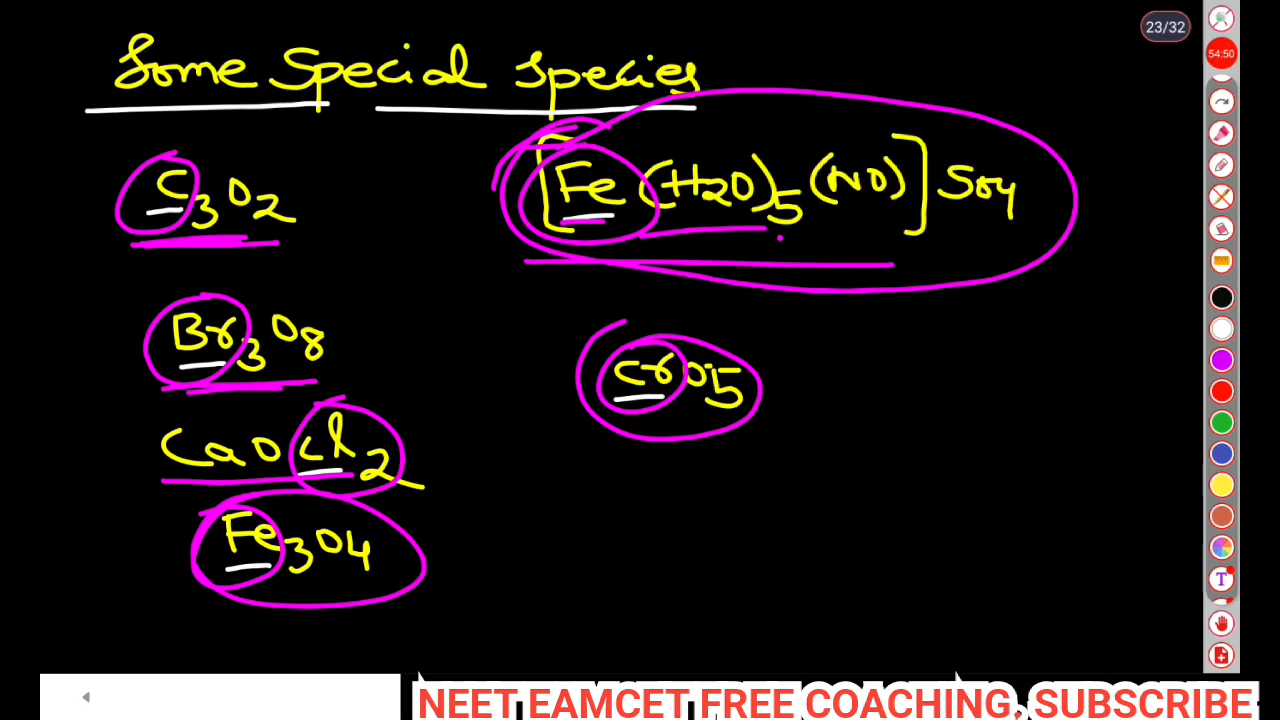 Some Special Species
C3O2
[Fe(H2O)5(NO)]SO4
Br3O8
CrO5
CaOCl2
Fe3O4
23/32
54:50
T
NEET EAMCET FREE COACHING, SUBSCRIBE